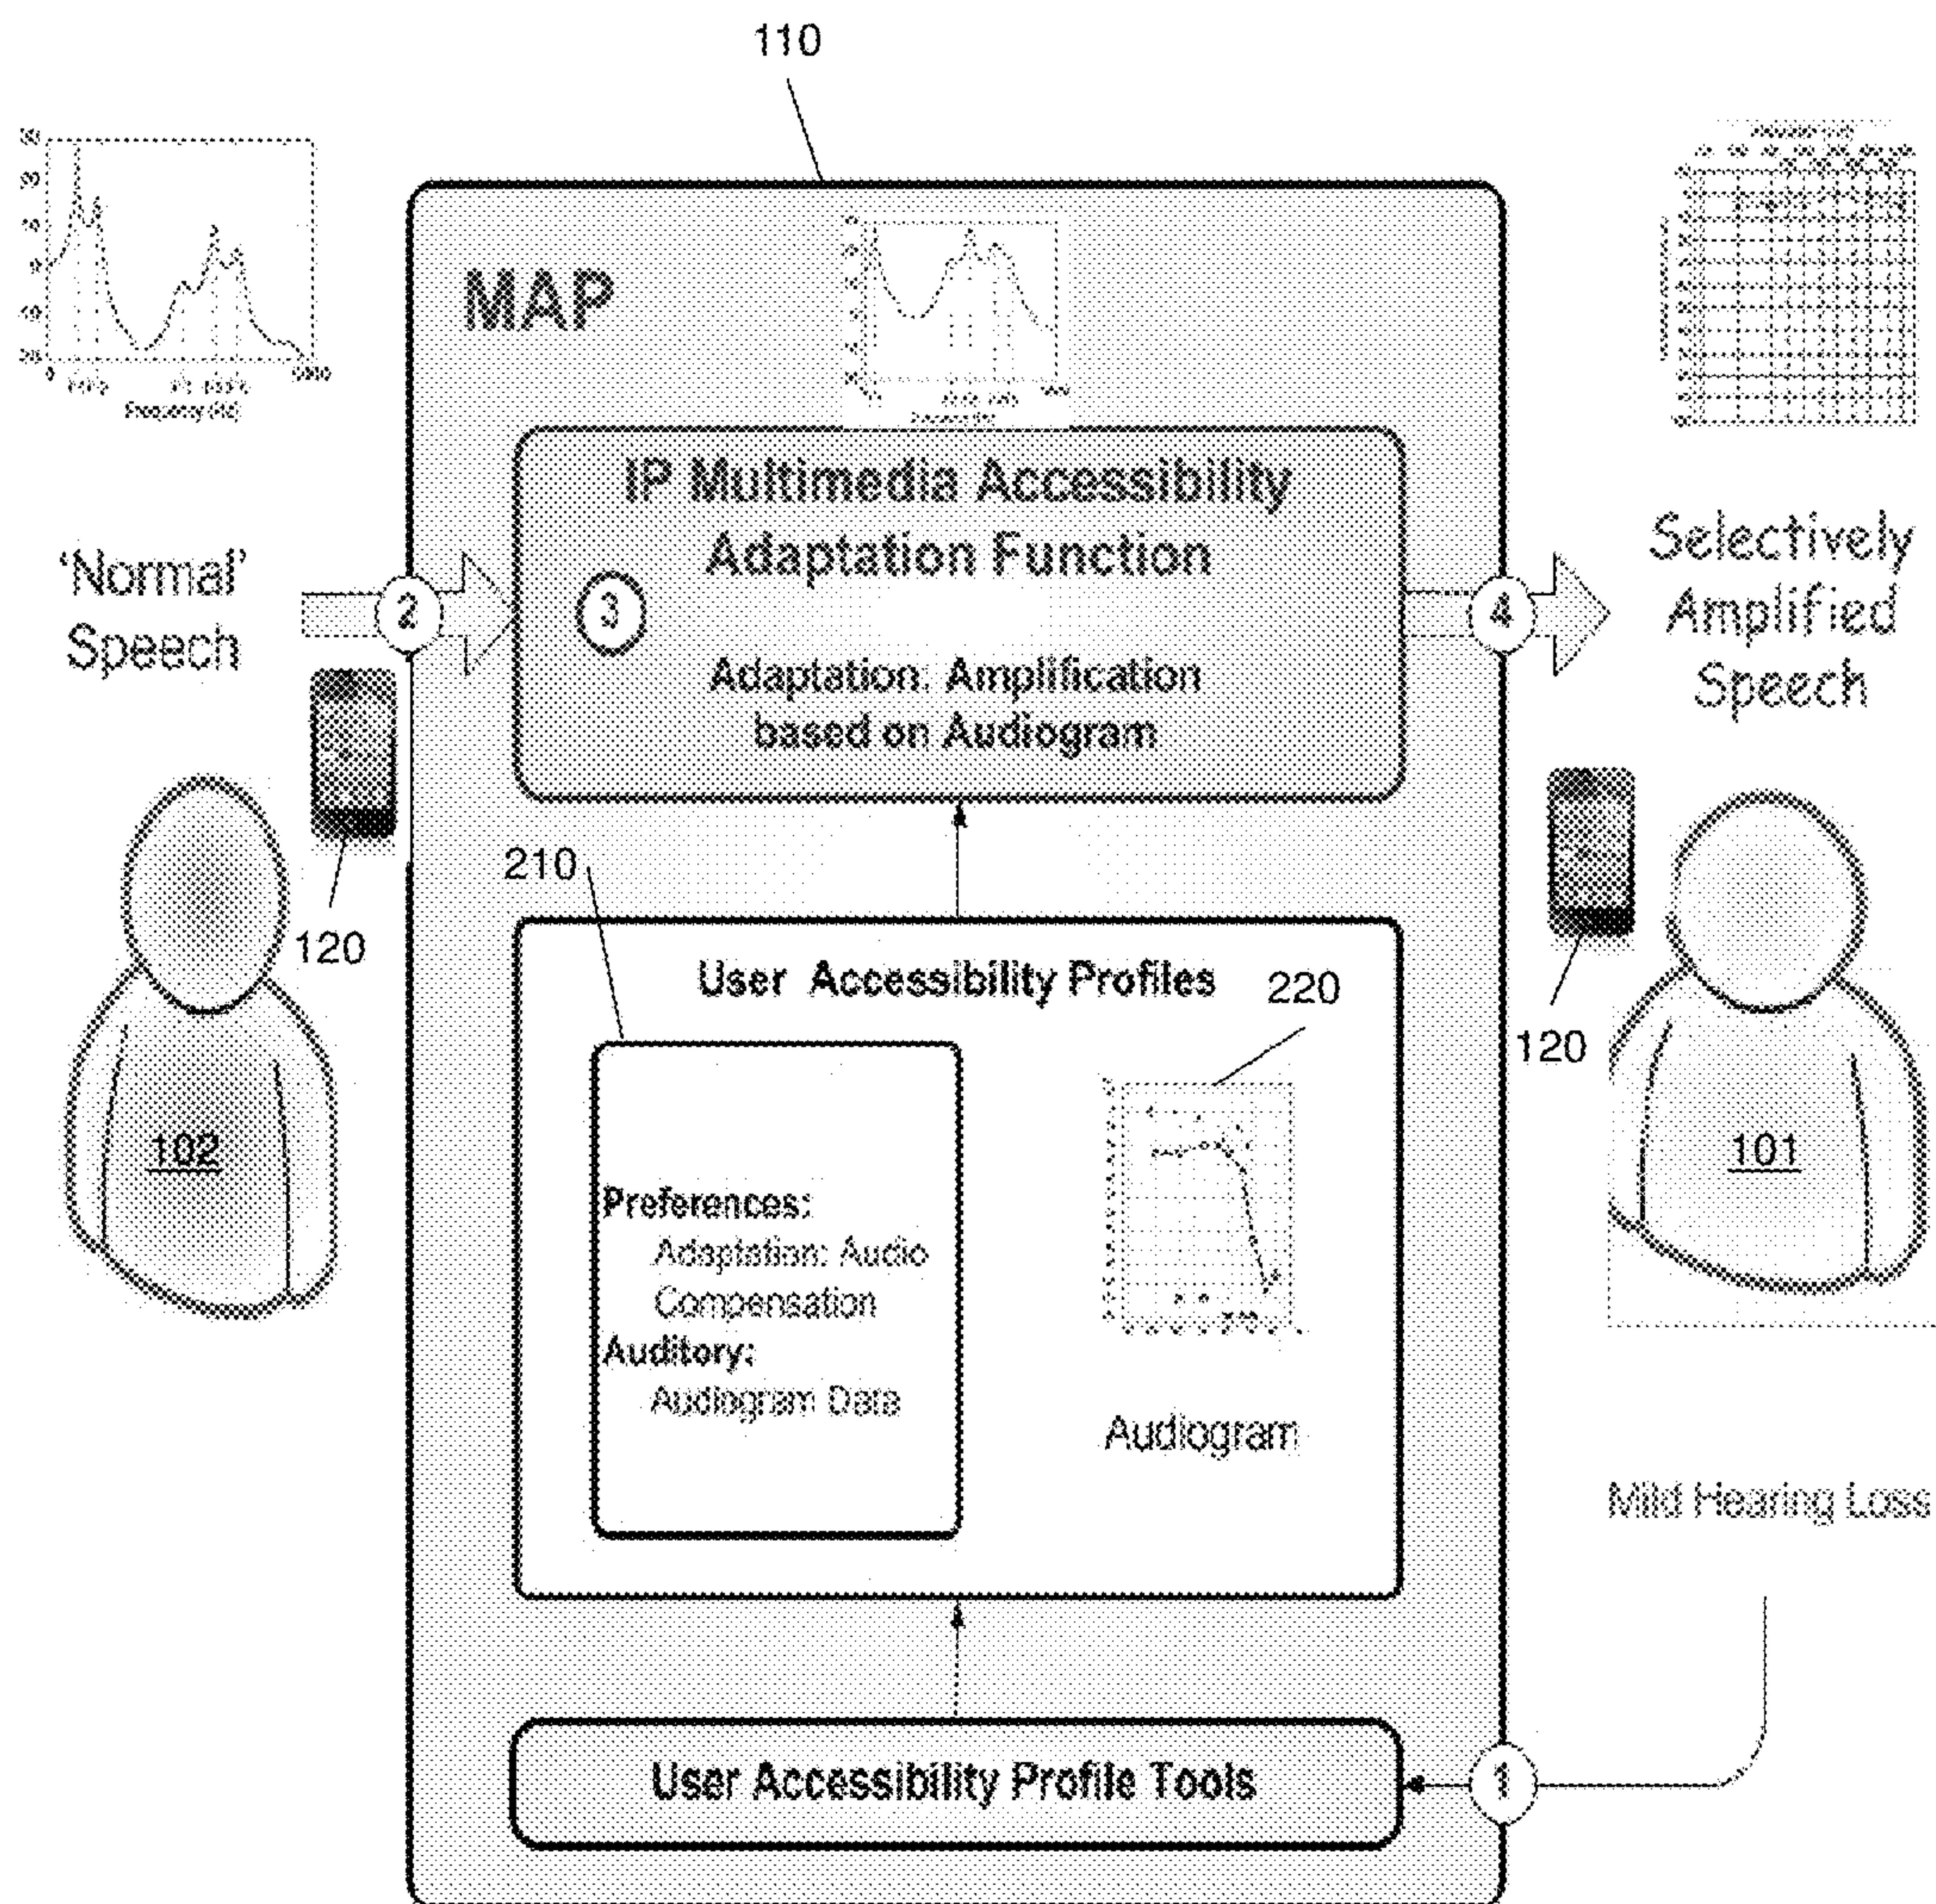 110
Frequency (Hz)
MAP
IP Multimedia Accessibility
Adaptation Function
'Normal'
Speech
2
3
4
Selectively
Amplified
Speech
Adaptation: Amplification
based on Audiogram
210
120
User Accessibility Profiles
220
120
102
101
Preferences:
Adaptation: Audio
Compensation
Auditory:
Audiogram Data
Audiogram
Mild Hearing Loss
User Accessibility Profile Tools
1